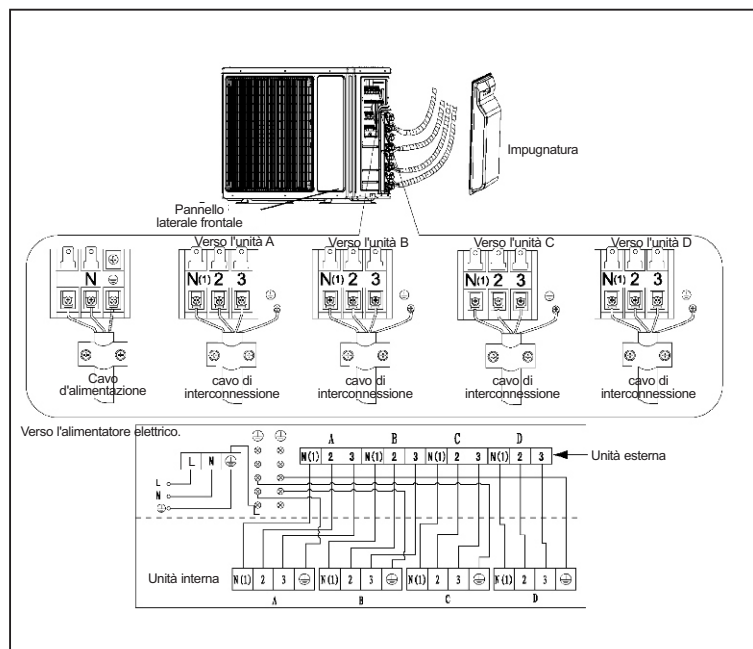 Impugnatura
Pannello
laterale frontale
Verso l'unità A
Verso l'unità B
Verso l'unità C
Verso l'unità D
N
N(1) 2 3
N(1) 2 3
N(1) 2 3
N(1) 2 3
Cavo
d'alimentazione
cavo di
interconnessione
cavo di
interconnessione
cavo di
interconnessione
cavo di
interconnessione
Verso l'alimentatore elettrico.
A B C D
N(1) 2 3 N(1) 2 3 N(1) 2 3 N(1) 2 3
Unità esterna
L N
L
N
Unità interna
N(1) 2 3 N(1) 2 3 N(1) 2 3 N(1) 2 3
A B C D